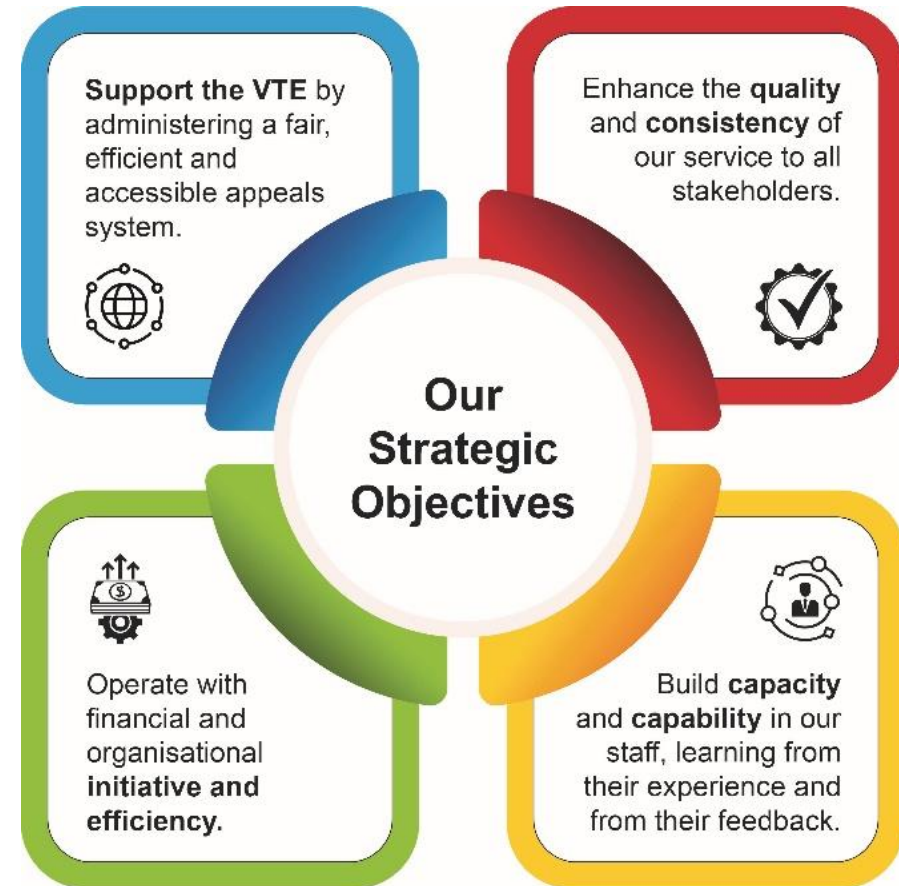 Support the VTE by
administering a fair,
efficient and
accessible appeals
system.
Enhance the quality
and consistency of
our service to all
stakeholders.
Our
Strategic
Objectives
$
Operate with
financial and
organisational
initiative and
efficiency.
Build capacity
and capability in our
staff, learning from
their experience and
from their feedback.